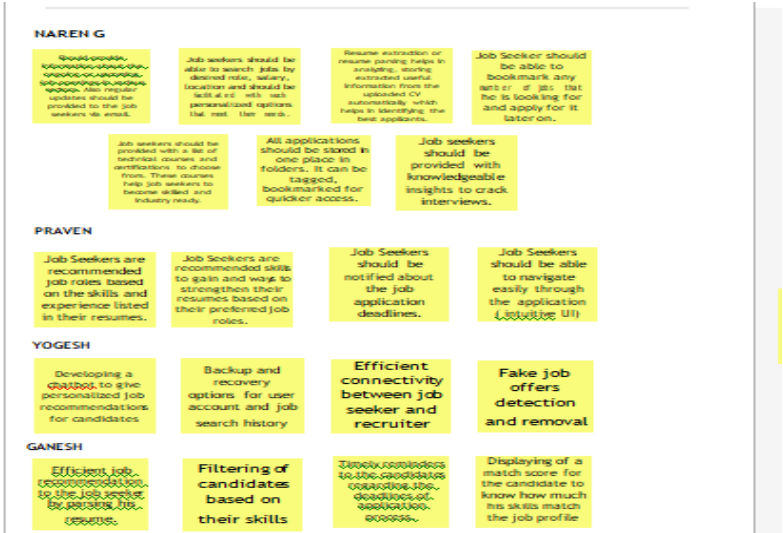 NAREN G
Also regular
updates should be
provided to the job
seekers via email.
Job seekers should be
able to search jobs by
desired role, salary,
location and should be
facilitated with such
personalized options
that meet their needs.
Resume extraction or
resume parsing helps in
analyzing, storing
extracted useful
information from the
uploaded CV
automatically which
helps in identifying the
best applicants.
Job Seeker should
be able to
bookmark any
number of jobs that
he is looking for
and apply for it
later on.
Job seekers should be
provided with a list of
technical courses and
certifications to choose
from. These courses
help job seekers to
become skilled and
industry ready.
All applications
should be stored in
one place in
folders. It can be
tagged,
bookmarked for
quicker access.
Job seekers
should be
provided with
knowledgeable
insights to crack
interviews.
PRAVEN
Job Seekers are
recommended
job roles based
on the skills and
experience listed
in their resumes.
Job Seekers are
recommended skills
to gain and ways to
strengthen their
resumes based on
their preferred job
roles.
Job Seekers
should be
notified about
the job
application
deadlines.
Job Seekers
should be able
to navigate
easily through
the application
( intuitive UI)
YOGESH
Developing a
chatbot to give
personalized job
recommendations
for candidates
Backup and
recovery
options for user
account and job
search history
Efficient
connectivity
between job
seeker and
recruiter
Fake job
offers
detection
and removal
GANESH
Efficient job
recommendation
to the job seeker
by parsing his
resume.
Filtering of
candidates
based on
their skills
Timely reminders
to the candidates
regarding the
deadlines of
application
process.
Displaying of a
match score for
the candidate to
know how much
his skills match
the job profile